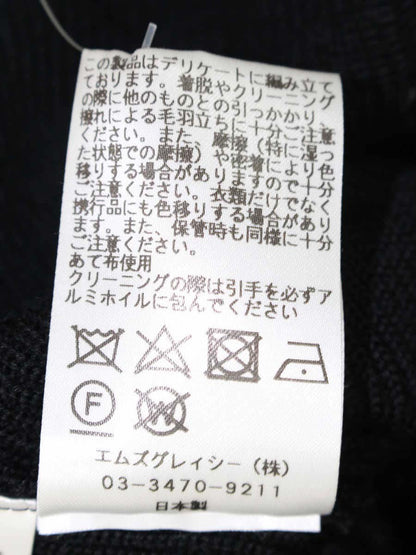 この製品はデリケートに編み立て
ております。着脱やクリーニング
の際に他のものとの引っかかり、
擦れによる毛羽立ちに十分ご注意
ください。また、摩擦（特に湿っ
た状態での摩擦）や密着により色
移りする場合がありますので十分
ご注意ください。衣類だけでなく
携行品にも色移りする場合があり
ます。また、保管時も同様に十分
ご注意ください。
あて布使用
クリーニングの際は引手を必ずア
ルミホイルに包んでください
F
W
エムズグレイシー（株）
03-3470-9211
日本製